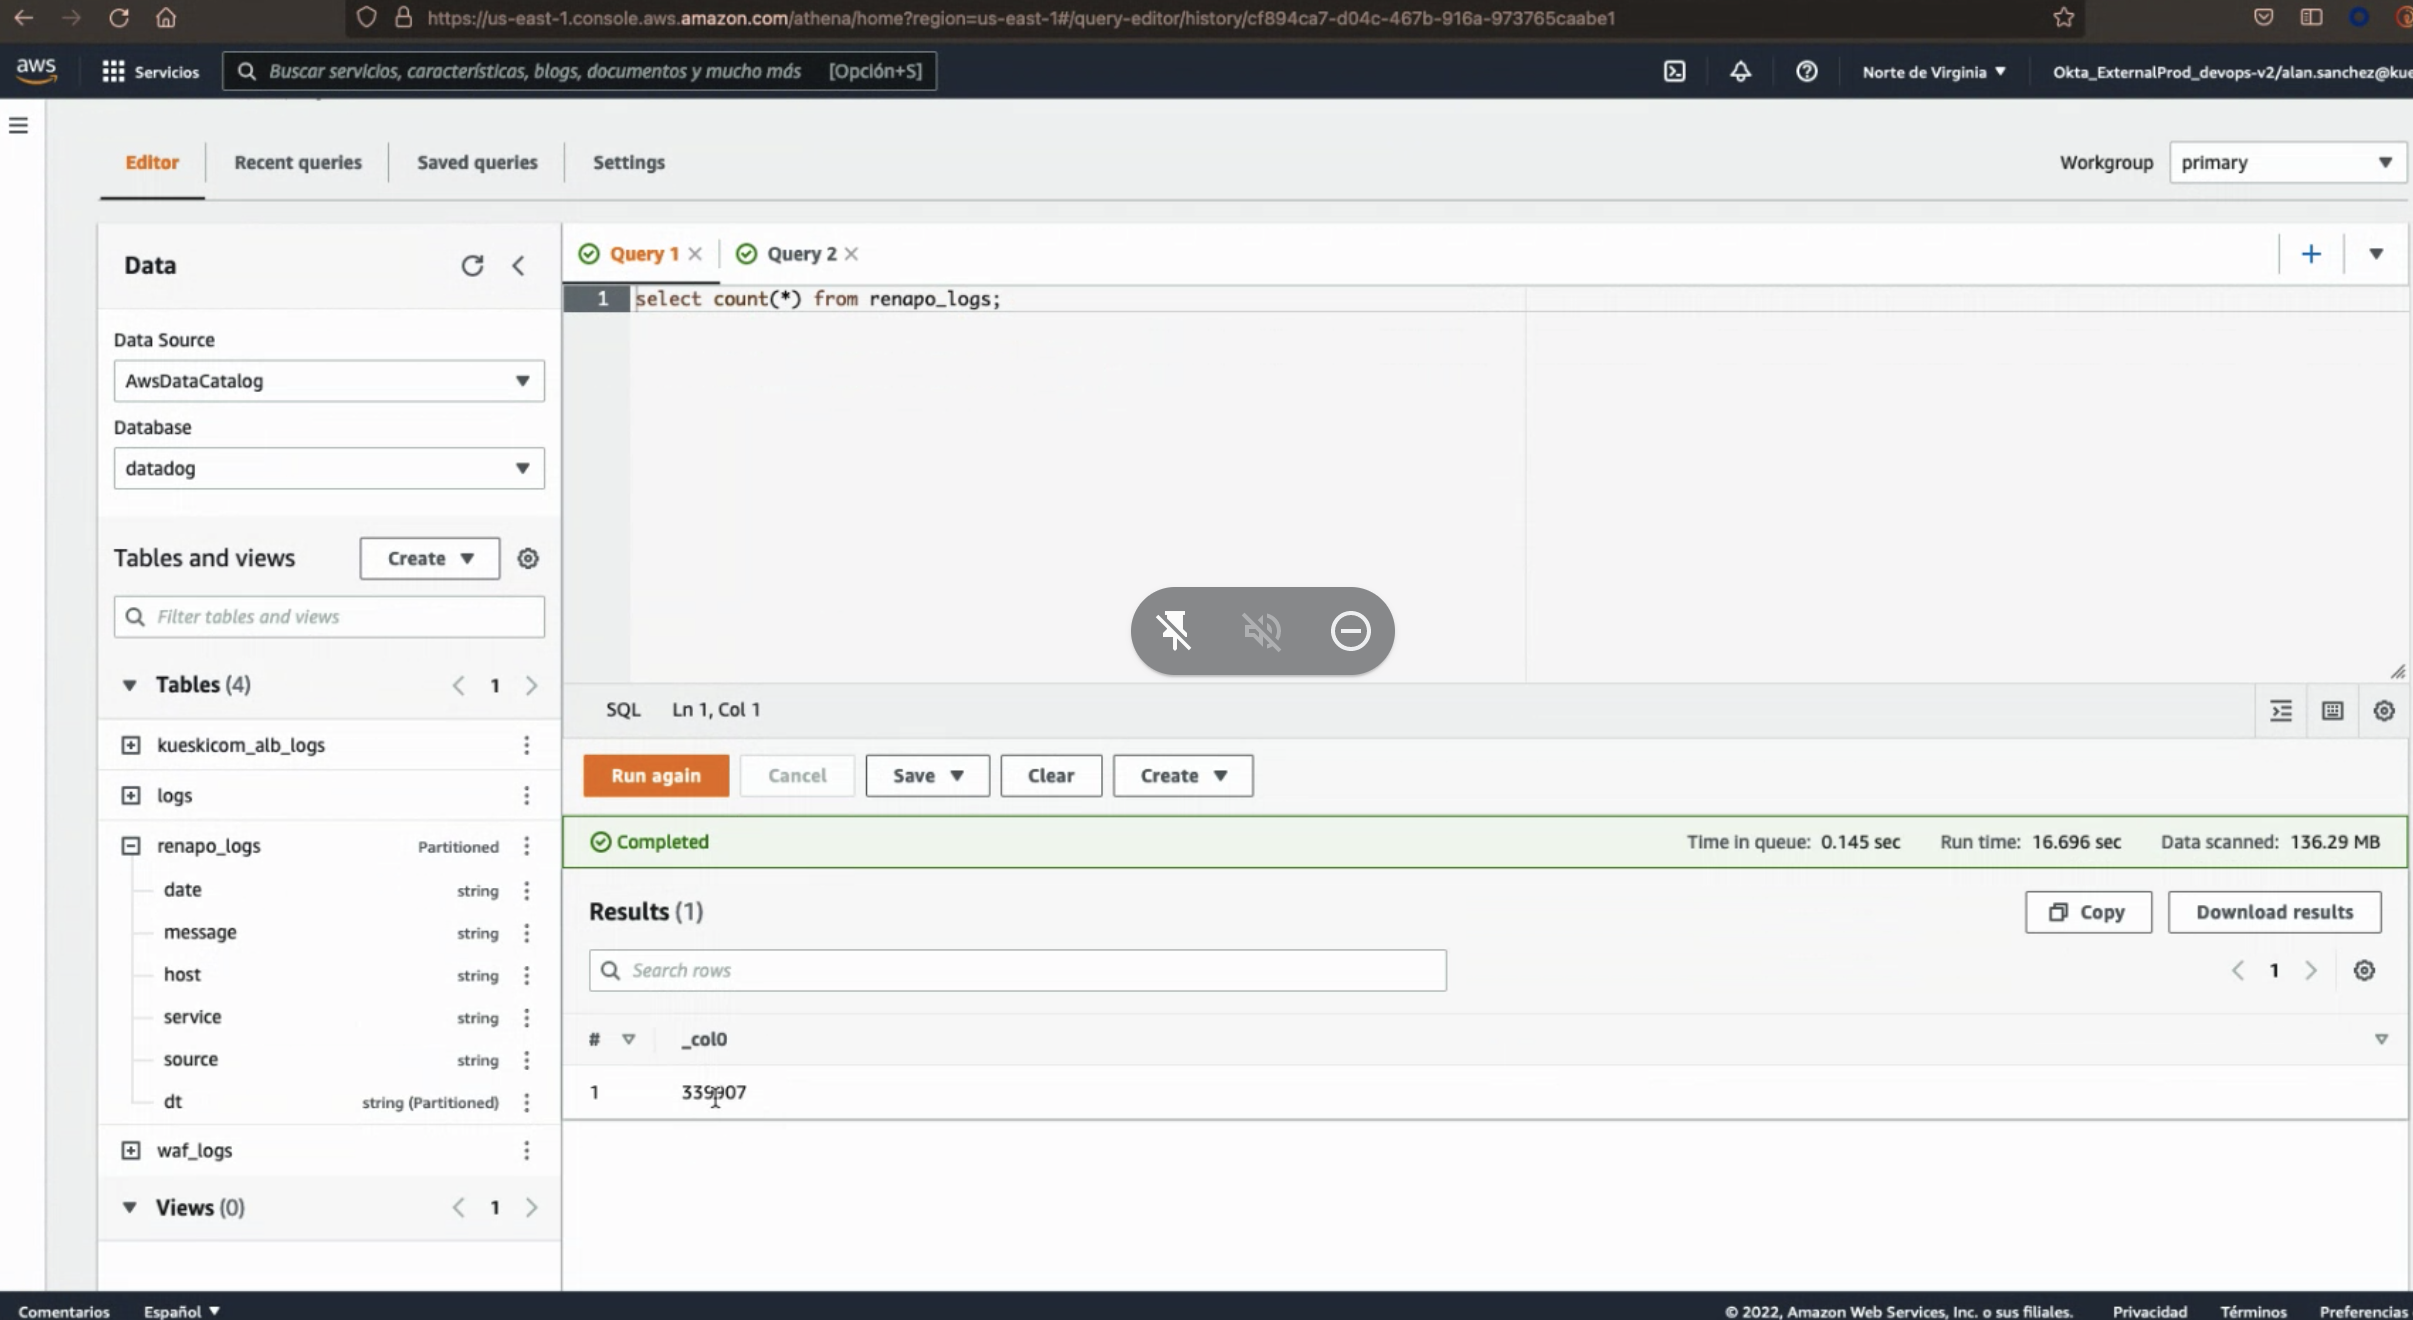 https://us-east-1.console.aws.amazon.com/athena/home?region=us-east-1#/query-editor/history/cf894ca7-d04c-467b-916a-973765caabe1
aws Servicios Buscar servicios, características, blogs, documentos y mucho más [Opción+S] Norte de Virginia Okta_ExternalProd_devops-v2/alan.sanchez@kue
Editor Recent queries Saved queries Settings Workgroup primary
Data
Query 1 Query 2
1 select count(*) from renapo_logs;
Data Source
AwsDataCatalog
Database
datadog
Tables and views Create
Filter tables and views
Tables (4) 1
kueskicom_alb_logs
logs
renapo_logs Partitioned
date string
message string
host string
service string
source string
dt string (Partitioned)
waf_logs
Views (0) 1
SQL Ln 1, Col 1
Run again Cancel Save Clear Create
Completed Time in queue: 0.145 sec Run time: 16.696 sec Data scanned: 136.29 MB
Results (1) Copy Download results
Search rows 1
# _col0
1 339907
Comentarios Español © 2022, Amazon Web Services, Inc. o sus filiales. Privacidad Términos Preferencias